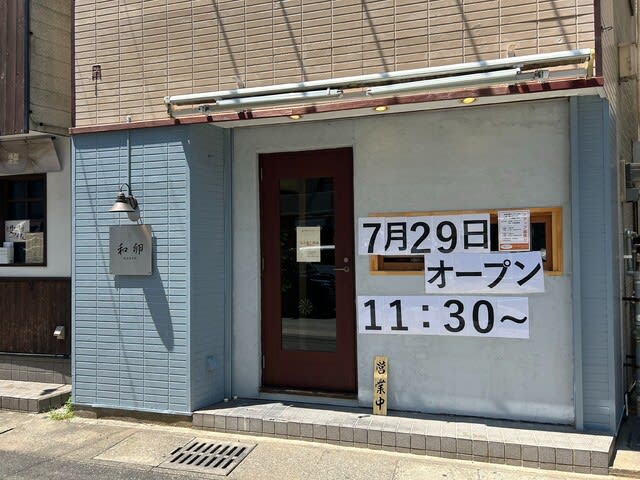 和卵
7月29日
オープン
11:30~
営業中